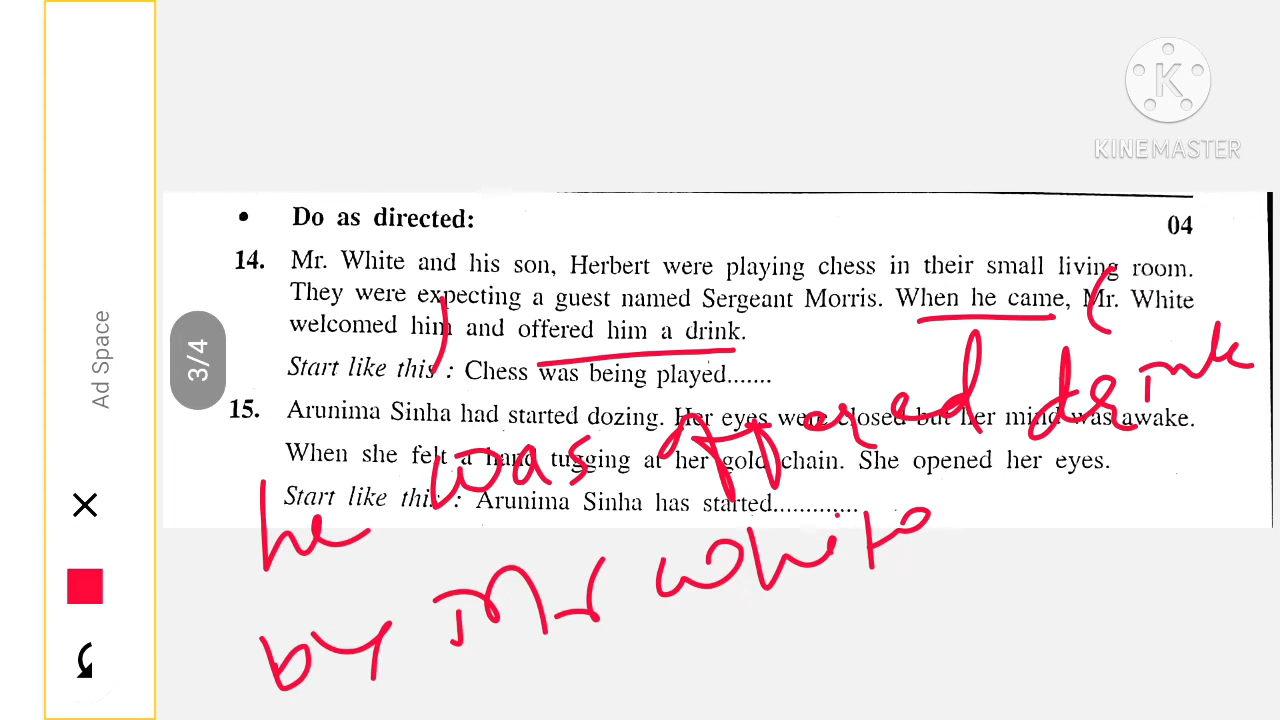 K
KINEMASTER
Ad Space
3/4
• Do as directed: 04
14. Mr. White and his son, Herbert were playing chess in their small living room.
They were expecting a guest named Sergeant Morris. When he came, Mr. White
welcomed him and offered him a drink.
Start like this : Chess was being played.......
15. Arunima Sinha had started dozing. Her eyes were closed but her mind was awake.
When she felt a hand tugging at her gold chain. She opened her eyes.
Start like this : Arunima Sinha has started.............
he was offered drink
by Mr White